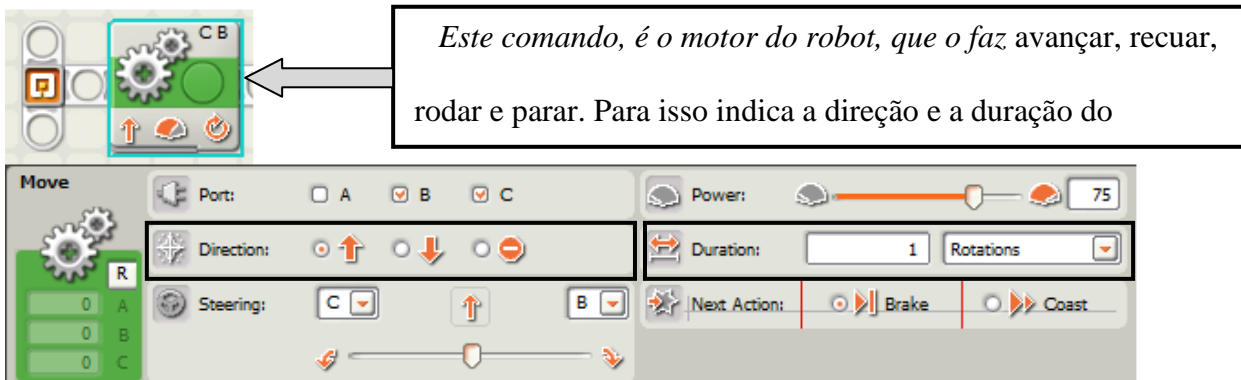 C B
Este comando, é o motor do robot, que o faz avançar, recuar,
rodar e parar. Para isso indica a direção e a duração do
Move
R
0 A
0 B
0 C
Port: A B C
Direction:
Steering: C B
Power: 75
Duration: 1 Rotations
Next Action: Brake Coast